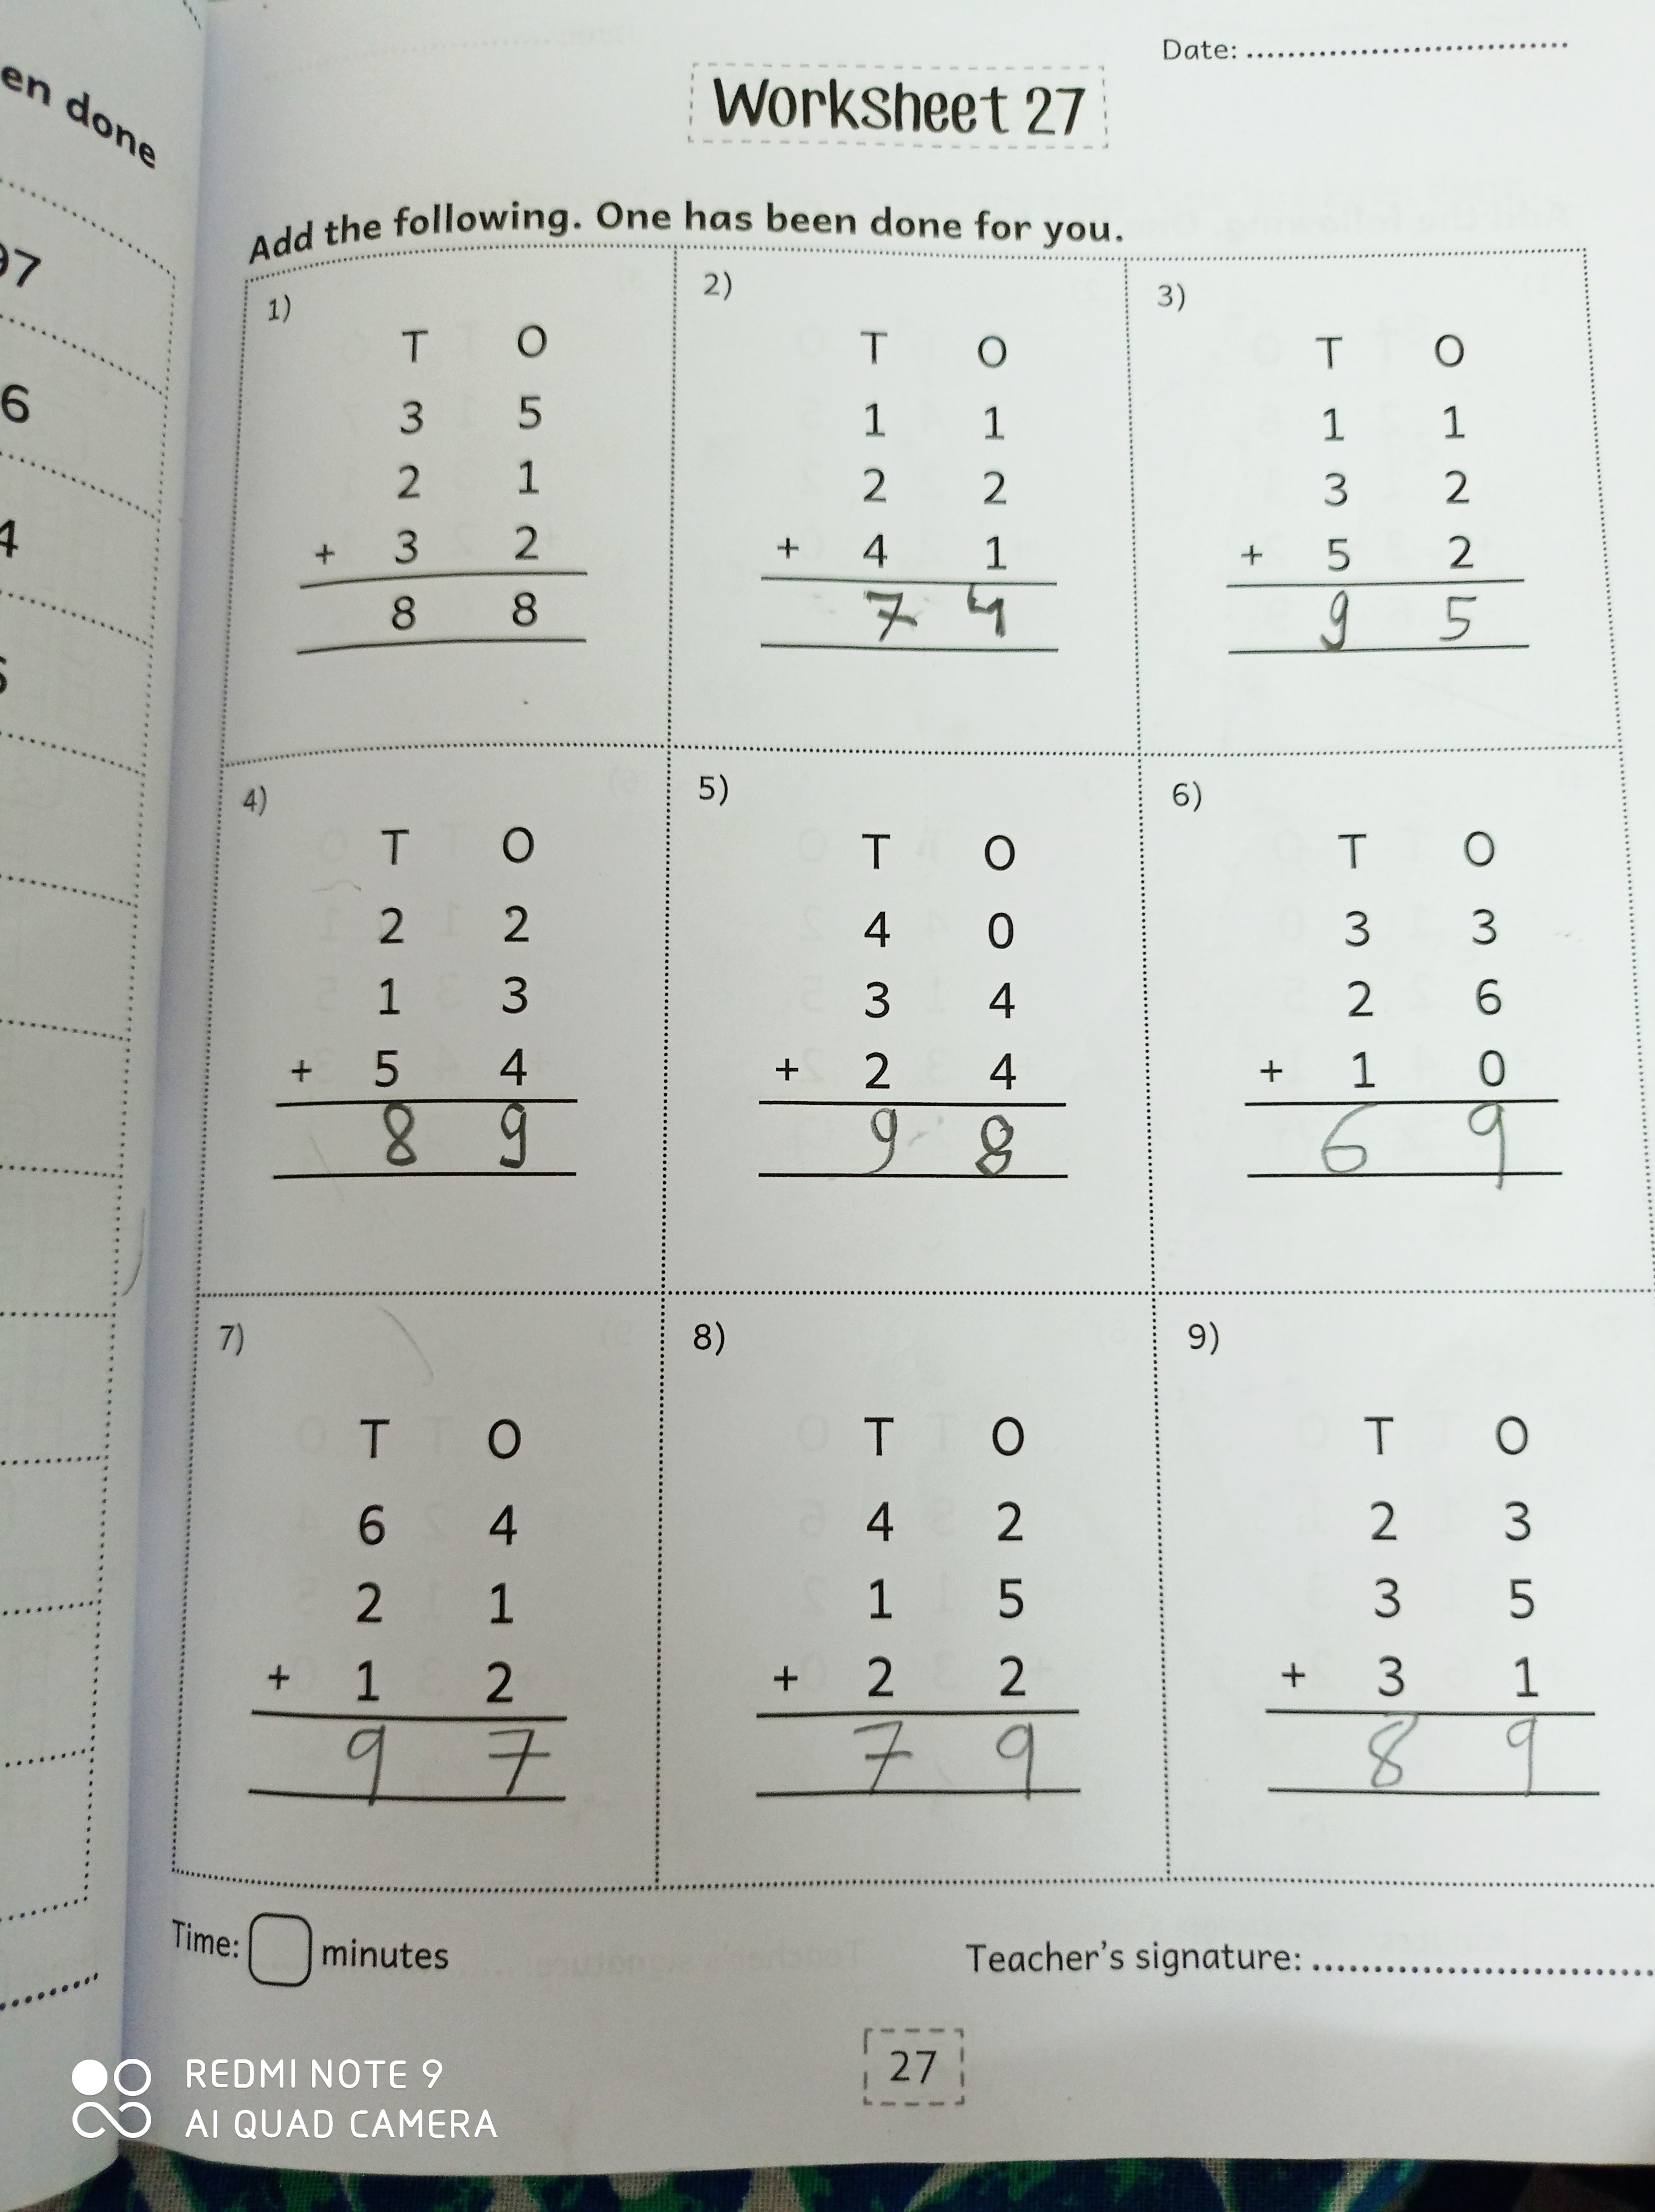 en done
97
6
4
Date:
Worksheet 27
Add the following. One has been done for you.
1)
T O
3 5
2 1
+ 3 2
8 8
2)
T O
1 1
2 2
+ 4 1
7 4
3)
T O
1 1
3 2
+ 5 2
9 5
4)
T O
2 2
1 3
+ 5 4
8 9
5)
T O
4 0
3 4
+ 2 4
9 8
6)
T O
3 3
2 6
+ 1 0
6 9
7)
T O
6 4
2 1
+ 1 2
9 7
8)
T O
4 2
1 5
+ 2 2
7 9
9)
T O
2 3
3 5
+ 3 1
8 9
Time: minutes
Teacher's signature:
27
REDMI NOTE 9
AI QUAD CAMERA